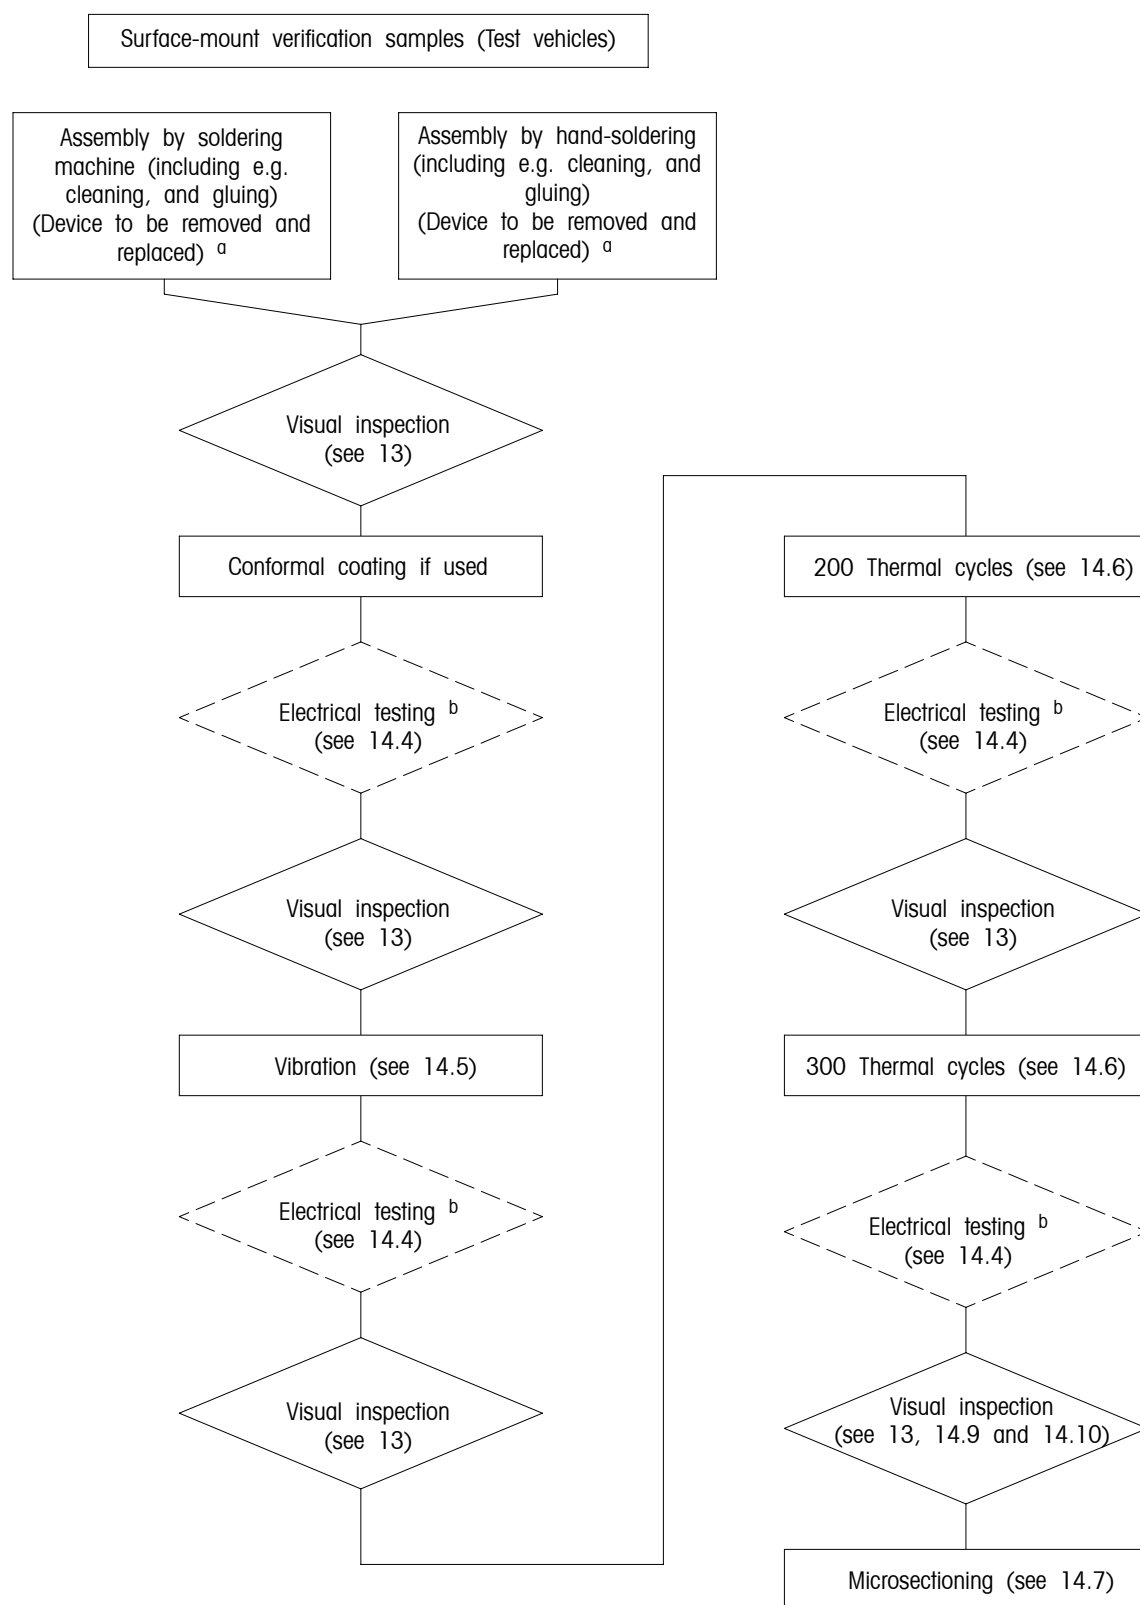 Surface-mount verification samples (Test vehicles)
Assembly by soldering
machine (including e.g.
cleaning, and gluing)
(Device to be removed and
replaced) a
Assembly by hand-soldering
(including e.g. cleaning, and
gluing)
(Device to be removed and
replaced) a
Visual inspection
(see 13)
Conformal coating if used
Electrical testing b
(see 14.4)
Visual inspection
(see 13)
Vibration (see 14.5)
Electrical testing b
(see 14.4)
Visual inspection
(see 13)
200 Thermal cycles (see 14.6)
Electrical testing b
(see 14.4)
Visual inspection
(see 13)
300 Thermal cycles (see 14.6)
Electrical testing b
(see 14.4)
Visual inspection
(see 13, 14.9 and 14.10)
Microsectioning (see 14.7)